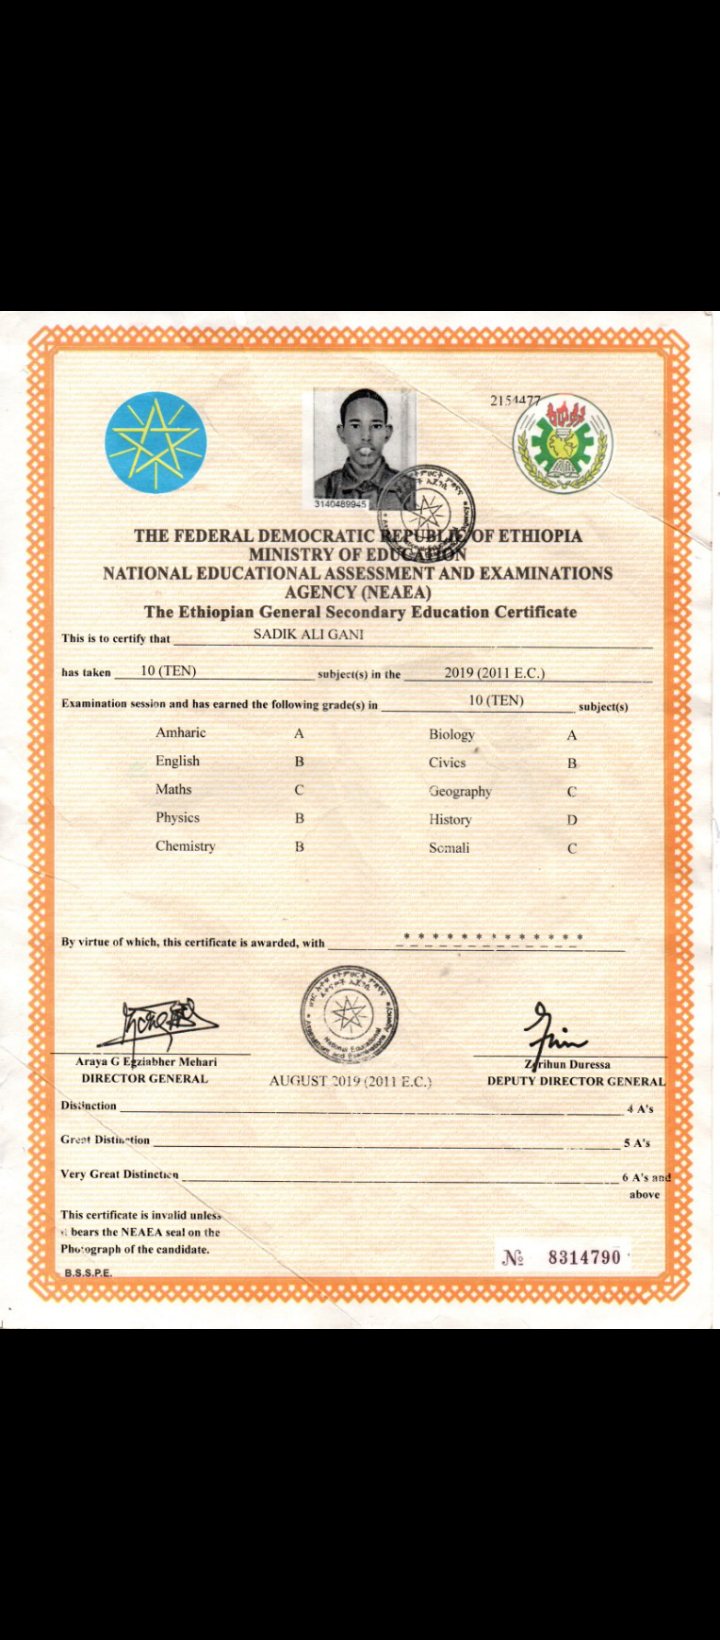 2154477
3140489945
THE FEDERAL DEMOCRATIC REPUBLIC OF ETHIOPIA
MINISTRY OF EDUCATION
NATIONAL EDUCATIONAL ASSESSMENT AND EXAMINATIONS
AGENCY (NEAEA)
The Ethiopian General Secondary Education Certificate
This is to certify that SADIK ALI GANI
has taken 10 (TEN) subject(s) in the 2019 (2011 E.C.)
Examination session and has earned the following grade(s) in 10 (TEN) subject(s)
Amharic A Biology A
English B Civics B
Maths C Geography C
Physics B History D
Chemistry B Somali C
By virtue of which, this certificate is awarded, with * * * * * * * * * * * * *
National Educational
Araya G Egziabher Mehari
DIRECTOR GENERAL
AUGUST 2019 (2011 E.C.)
Zerihun Duressa
DEPUTY DIRECTOR GENERAL
Distinction 4 A's
Great Distinction 5 A's
Very Great Distinction 6 A's and
above
This certificate is invalid unless
it bears the NEAEA seal on the
Photograph of the candidate.
B.S.S.P.E.
№ 8314790